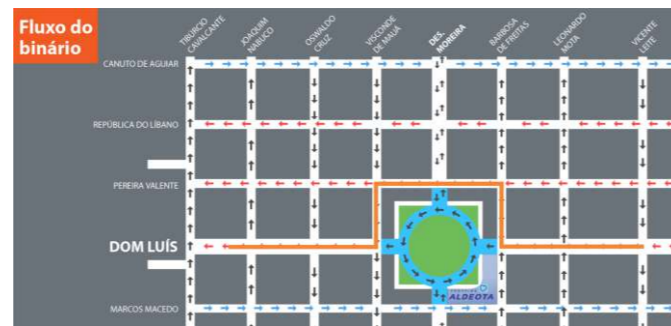 Fluxo do
binário
TIBÚRCIO
CAVALCANTE
JOAQUIM
NABUCO
OSWALDO
CRUZ
VISCONDE
DE MAUÁ
DES.
MOREIRA
BARBOSA
DE FREITAS
LEONARDO
MOTA
VICENTE
LEITE
CANUTO DE AGUIAR
REPÚBLICA DO LÍBANO
PEREIRA VALENTE
DOM LUÍS
ALDEOTA
MARCOS MACEDO